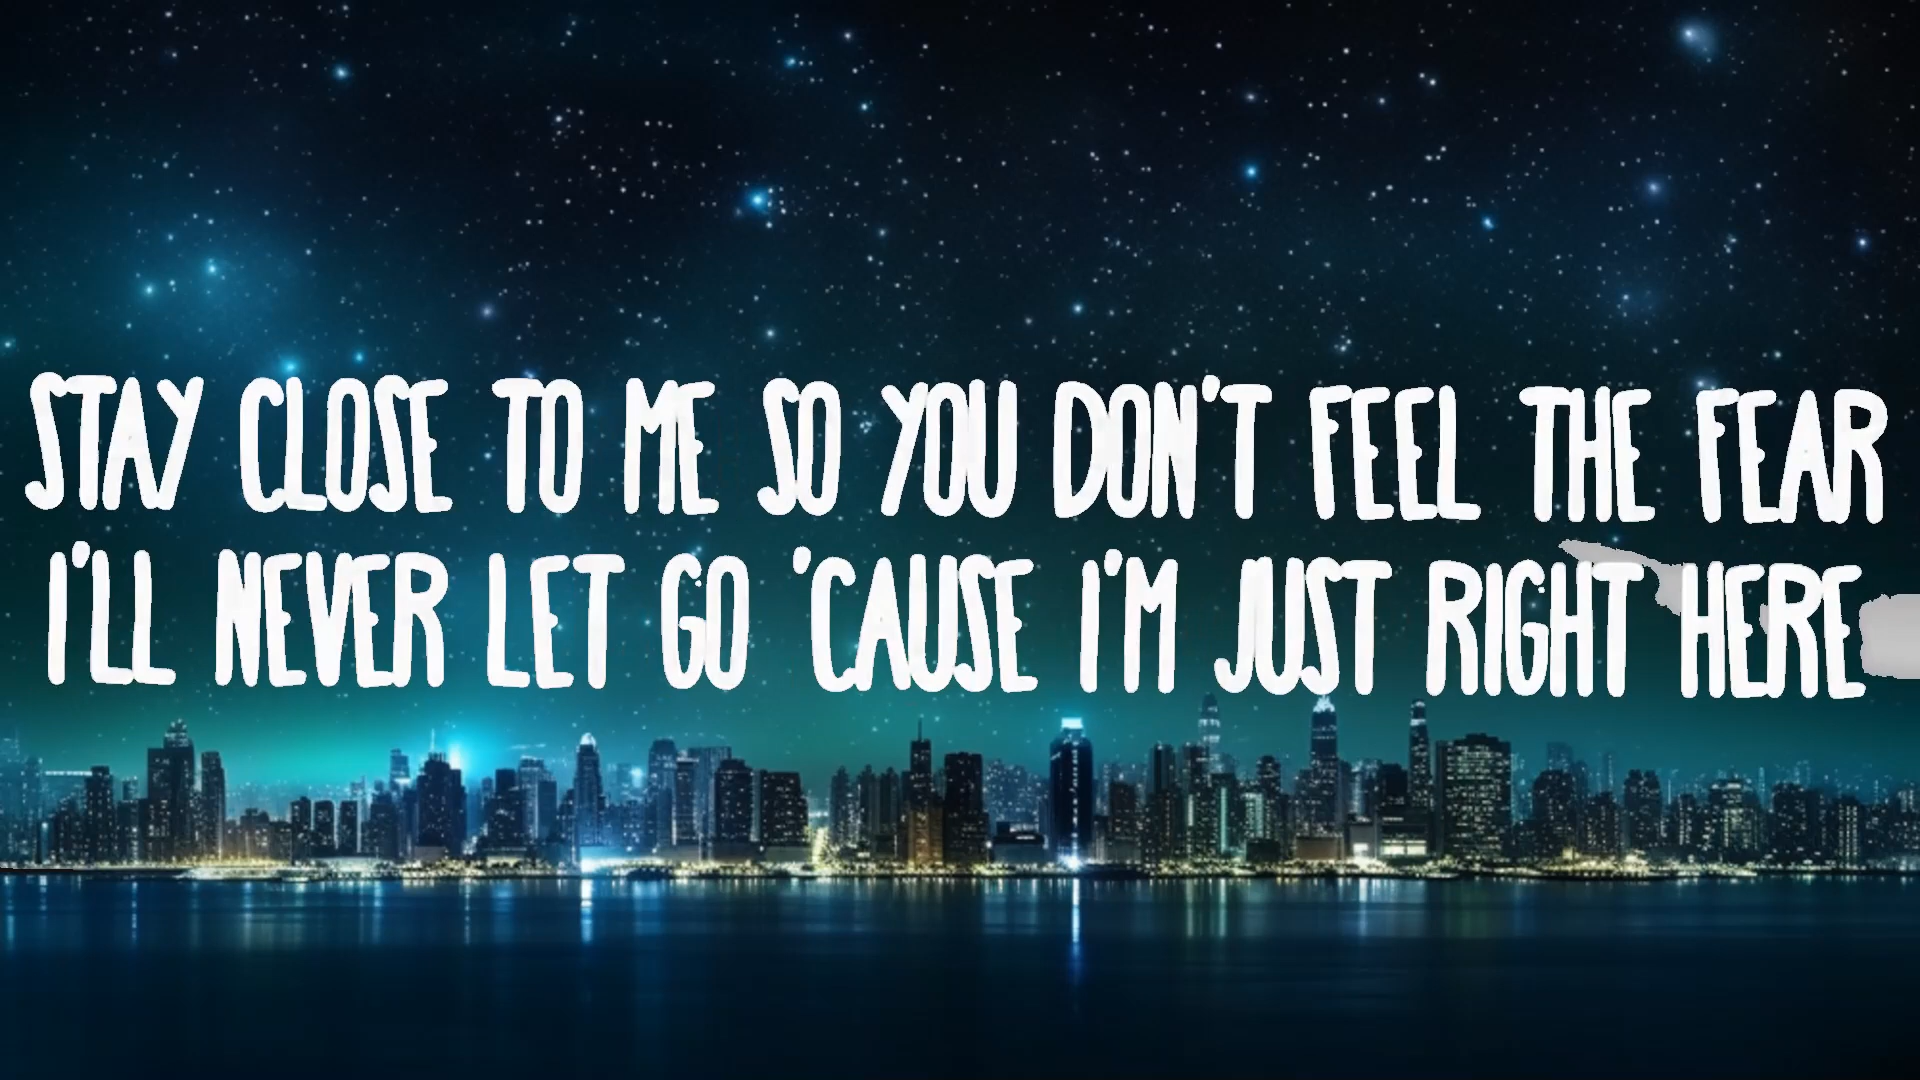 STAY CLOSE TO ME SO YOU DON'T FEEL THE FEAR
I'LL NEVER LET GO 'CAUSE I'M JUST RIGHT HERE